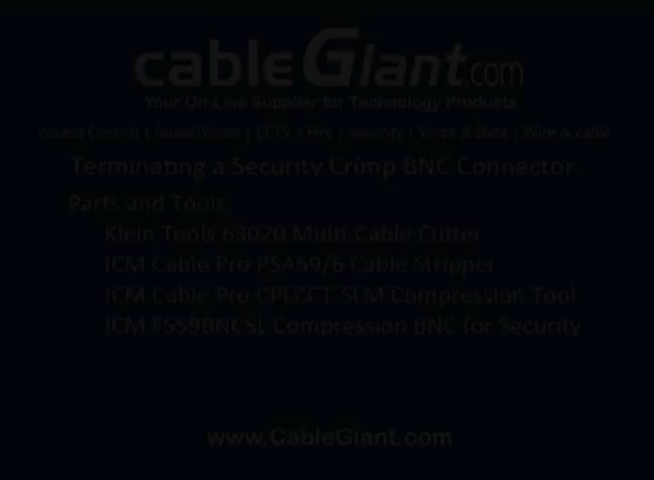 cableGiant.com
Your On-Line Supplier for Technology Products
Access Control | Audio/Video | CCTV | Fire | Security | Voice & Data | Wire & Cable
Terminating a Security Crimp BNC Connector
Parts and Tools:
Klein Tools 63020 Multi-Cable Cutter
ICM Cable Pro PSA59/6 Cable Stripper
ICM Cable Pro CPLCCT-SLM Compression Tool
ICM FS59BNCSL Compression BNC for Security
www.CableGiant.com